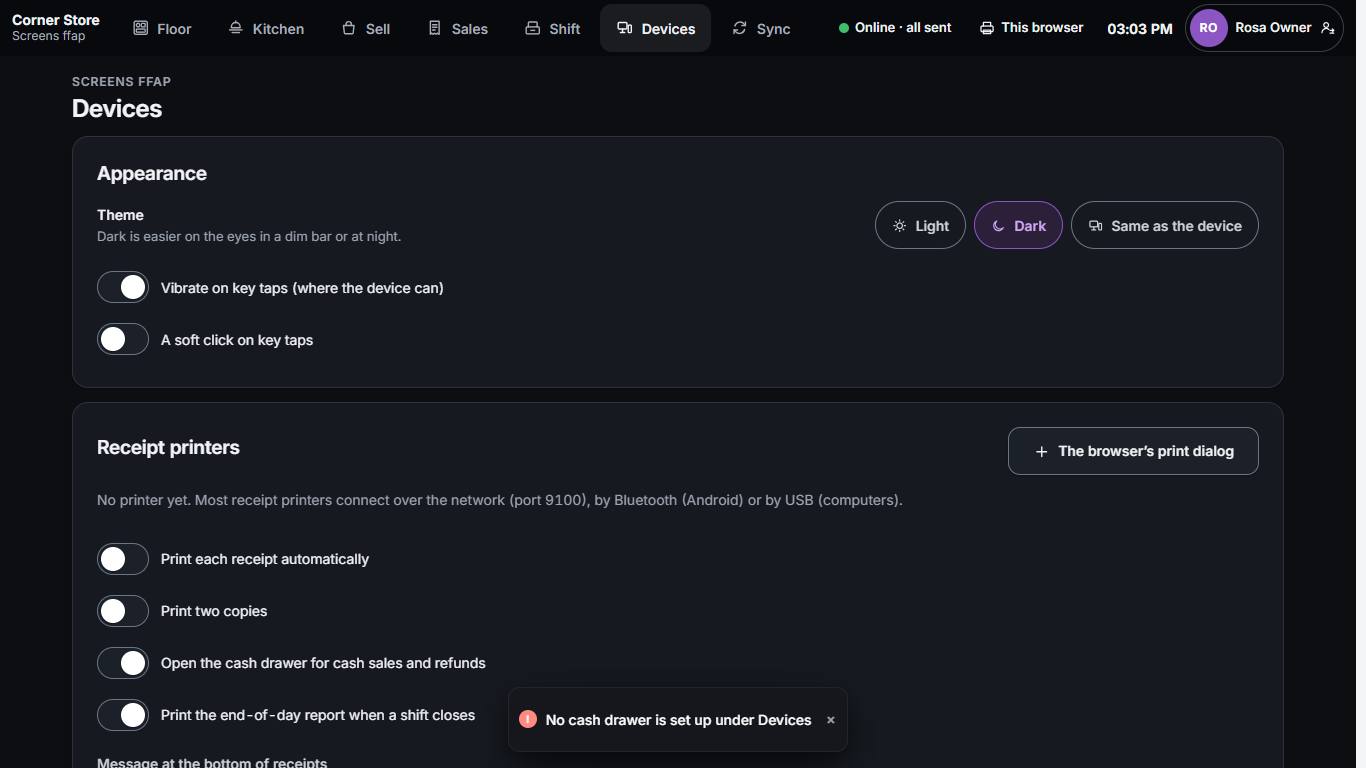 Corner Store
Screens ffap
Floor
Kitchen
Sell
Sales
Shift
Devices
Sync
Online · all sent
This browser
03:03 PM
RO
Rosa Owner
SCREENS FFAP
Devices
Appearance
Theme
Dark is easier on the eyes in a dim bar or at night.
Light
Dark
Same as the device
Vibrate on key taps (where the device can)
A soft click on key taps
Receipt printers
+ The browser’s print dialog
No printer yet. Most receipt printers connect over the network (port 9100), by Bluetooth (Android) or by USB (computers).
Print each receipt automatically
Print two copies
Open the cash drawer for cash sales and refunds
Print the end-of-day report when a shift closes
! No cash drawer is set up under Devices ×
Message at the bottom of receipts